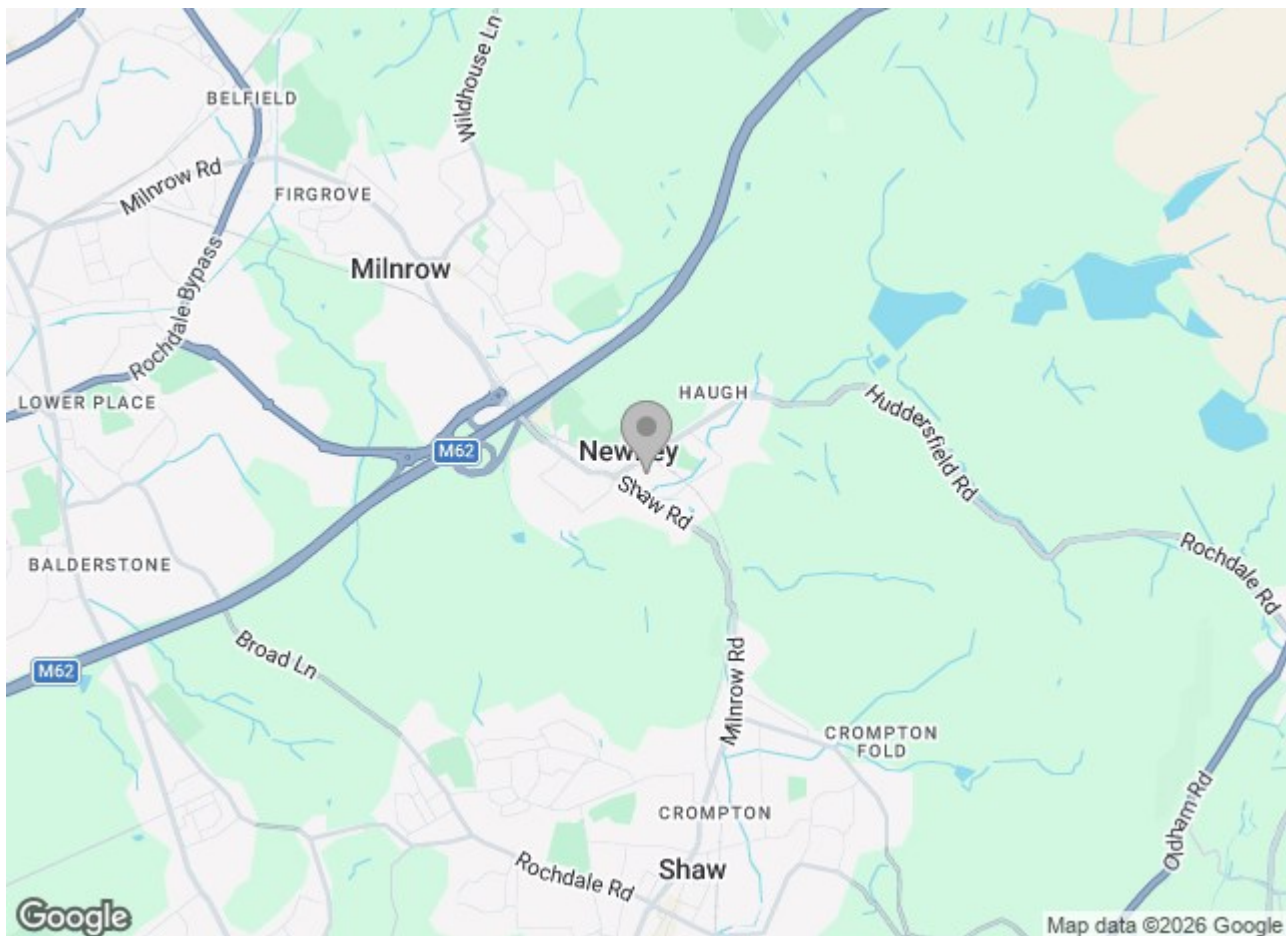 Wildhouse Ln
BELFIELD
Milnrow Rd
FIRGROVE
Milnrow
Rochdale Bypass
LOWER PLACE
HAUGH
Huddersfield Rd
M62
Shaw Rd
Rochdale Rd
BALDERSTONE
Broad Ln
M62
Milnrow Rd
CROMPTON
FOLD
Oldham Rd
CROMPTON
Shaw
Rochdale Rd
Google
Map data ©2026 Google